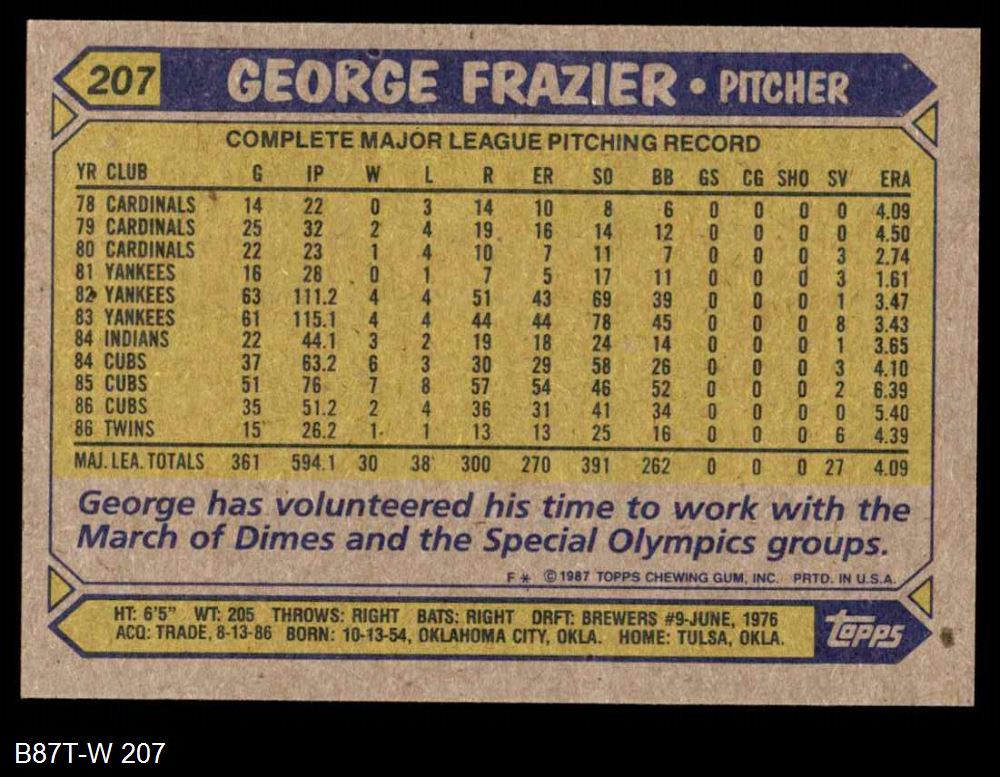 207 GEORGE FRAZIER • PITCHER
COMPLETE MAJOR LEAGUE PITCHING RECORD
YR CLUB G IP W L R ER SO BB GS CG SHO SV ERA
78 CARDINALS 14 22 0 3 14 10 8 6 0 0 0 0 4.09
79 CARDINALS 25 32 2 4 19 16 14 12 0 0 0 0 4.50
80 CARDINALS 22 23 1 4 10 7 11 7 0 0 0 3 2.74
81 YANKEES 16 28 0 1 7 5 17 11 0 0 0 3 1.61
82 YANKEES 63 111.2 4 4 51 43 69 39 0 0 0 1 3.47
83 YANKEES 61 115.1 4 4 44 44 78 45 0 0 0 8 3.43
84 INDIANS 22 44.1 3 2 19 18 24 14 0 0 0 1 3.65
84 CUBS 37 63.2 6 3 30 29 58 26 0 0 0 3 4.10
85 CUBS 51 76 7 8 57 54 46 52 0 0 0 2 6.39
86 CUBS 35 51.2 2 4 36 31 41 34 0 0 0 0 5.40
86 TWINS 15 26.2 1 1 13 13 25 16 0 0 0 6 4.39
MAJ. LEA. TOTALS 361 594.1 30 38 300 270 391 262 0 0 0 27 4.09
George has volunteered his time to work with the
March of Dimes and the Special Olympics groups.
F * © 1987 TOPPS CHEWING GUM, INC. PRTD. IN U.S.A.
HT: 6'5" WT: 205 THROWS: RIGHT BATS: RIGHT DRFT: BREWERS #9-JUNE, 1976
ACQ: TRADE, 8-13-86 BORN: 10-13-54, OKLAHOMA CITY, OKLA. HOME: TULSA, OKLA.
topps
B87T-W 207